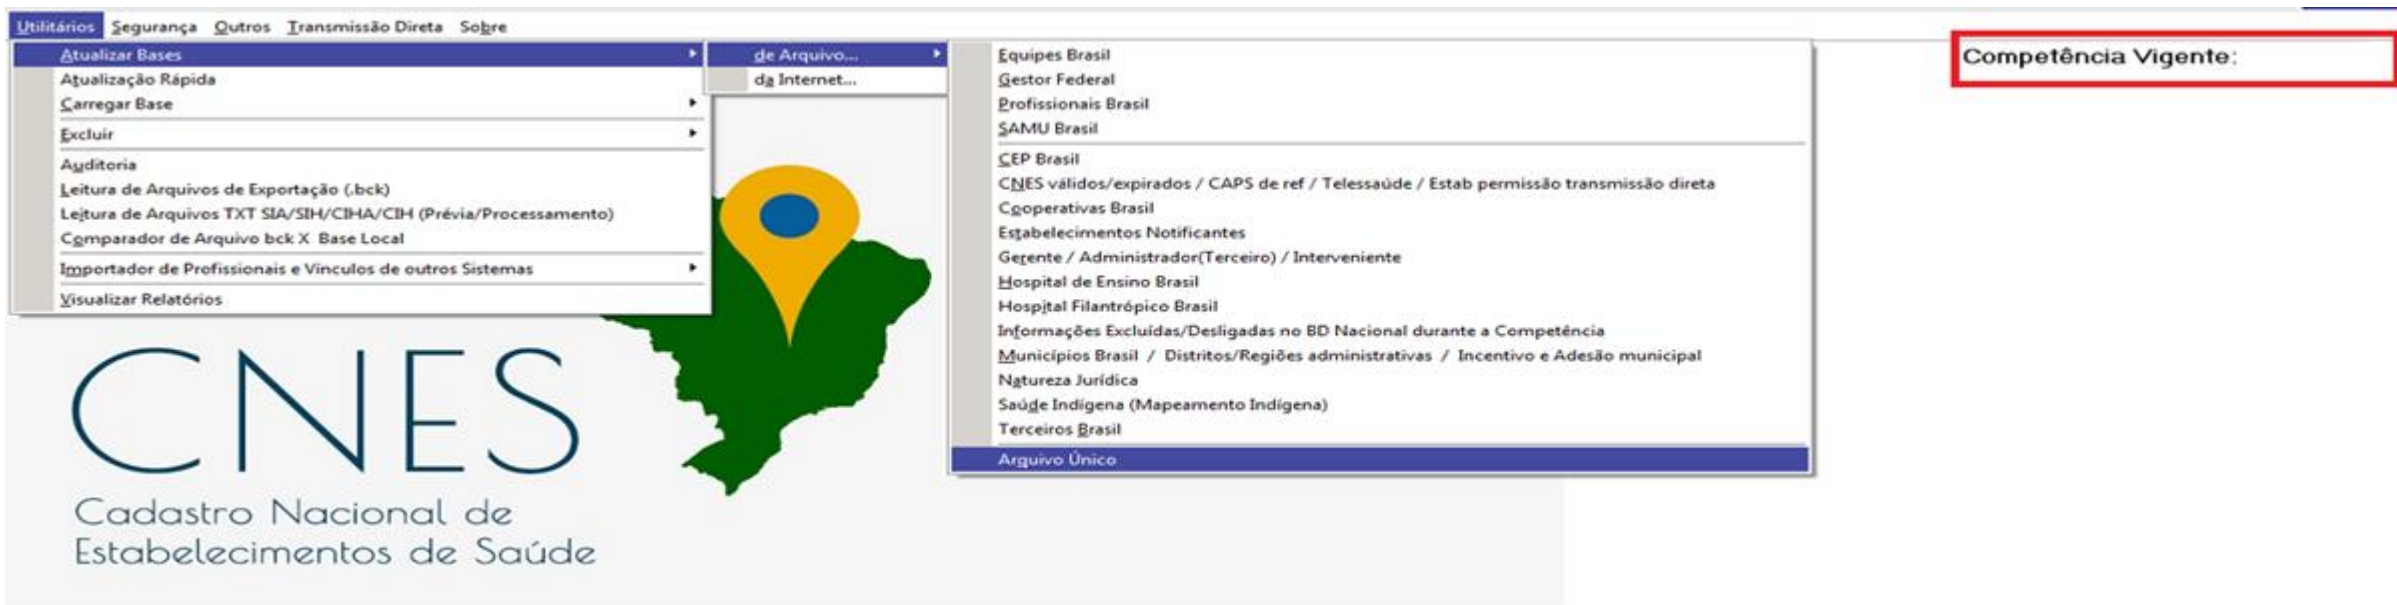 Utilitários Segurança Outros Transmissão Direta Sobre
Atualizar Bases
Atualização Rápida
Carregar Base
Excluir
Auditoria
Leitura de Arquivos de Exportação (.bck)
Leitura de Arquivos TXT SIA/SIH/CIHA/CIH (Prévia/Processamento)
Comparador de Arquivo bck X Base Local
Importador de Profissionais e Vinculos de outros Sistemas
Visualizar Relatórios
de Arquivo...
da Internet...
Equipes Brasil
Gestor Federal
Profissionais Brasil
SAMU Brasil
CEP Brasil
CNES válidos/expirados / CAPS de ref / Telessaúde / Estab permissão transmissão direta
Cooperativas Brasil
Estabelecimentos Notificantes
Gerente / Administrador(Terceiro) / Interveniente
Hospital de Ensino Brasil
Hospital Filantrópico Brasil
Informações Excluídas/Desligadas no BD Nacional durante a Competência
Municípios Brasil / Distritos/Regiões administrativas / Incentivo e Adesão municipal
Natureza Jurídica
Saúde Indígena (Mapeamento Indígena)
Terceiros Brasil
Arquivo Único
Competência Vigente:
CNES
Cadastro Nacional de
Estabelecimentos de Saúde